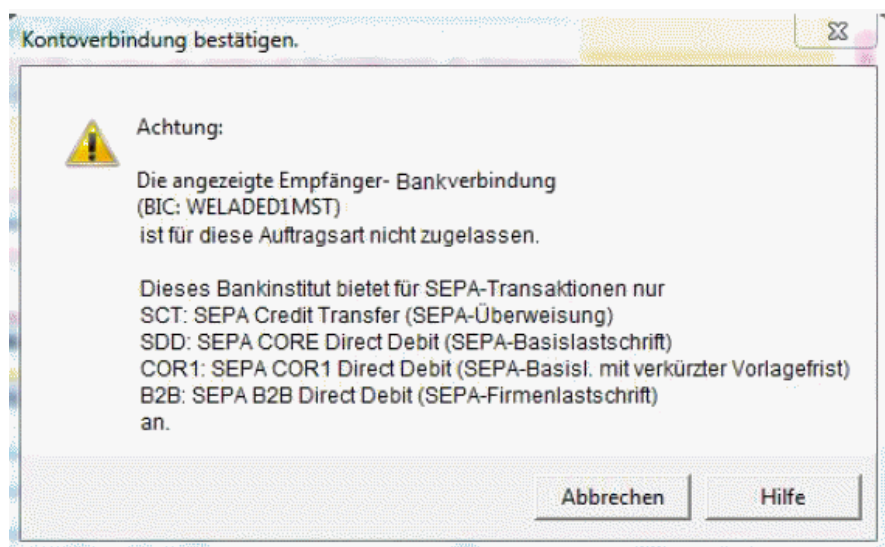 Kontoverbindung bestätigen.
Achtung:
Die angezeigte Empfänger- Bankverbindung
(BIC: WELADED1MST)
ist für diese Auftragsart nicht zugelassen.
Dieses Bankinstitut bietet für SEPA-Transaktionen nur
SCT: SEPA Credit Transfer (SEPA-Überweisung)
SDD: SEPA CORE Direct Debit (SEPA-Basislastschrift)
COR1: SEPA COR1 Direct Debit (SEPA-Basisl. mit verkürzter Vorlagefrist)
B2B: SEPA B2B Direct Debit (SEPA-Firmenlastschrift)
an.
Abbrechen Hilfe